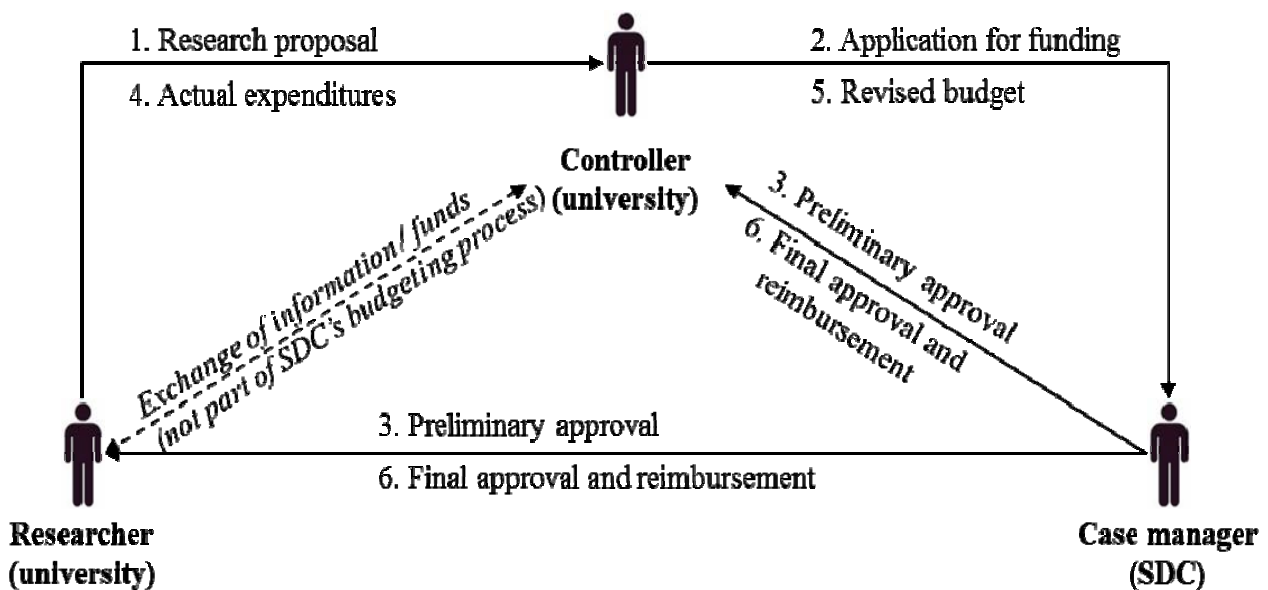 1. Research proposal
4. Actual expenditures
2. Application for funding
5. Revised budget
Controller
(university)
Exchange of information/ funds
(not part of SDC's budgeting process)
3. Preliminary approval
6. Final approval and
reimbursement
3. Preliminary approval
6. Final approval and reimbursement
Researcher
(university)
Case manager
(SDC)